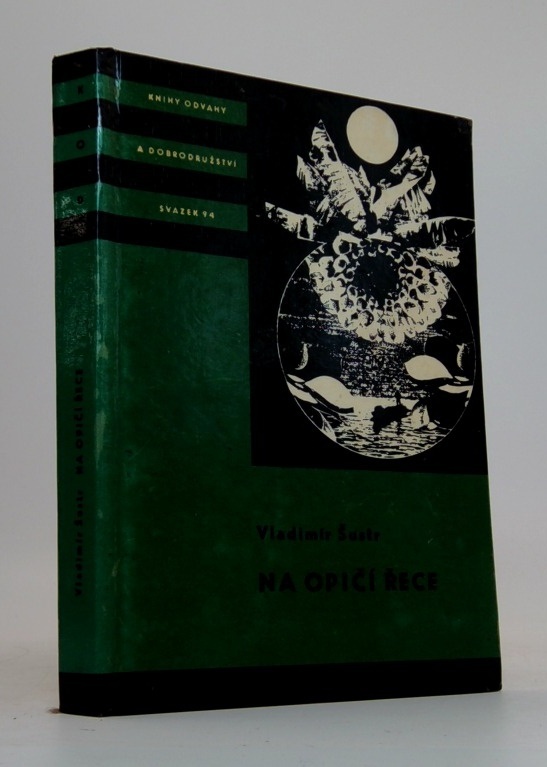 KNIHY ODVAHY
A DOBRODRUŽSTVÍ
SVAZEK 94
Vladimír Šustr
NA OPIČÍ ŘECE
K
O
D
Vladimír Šustr NA OPIČÍ ŘECE